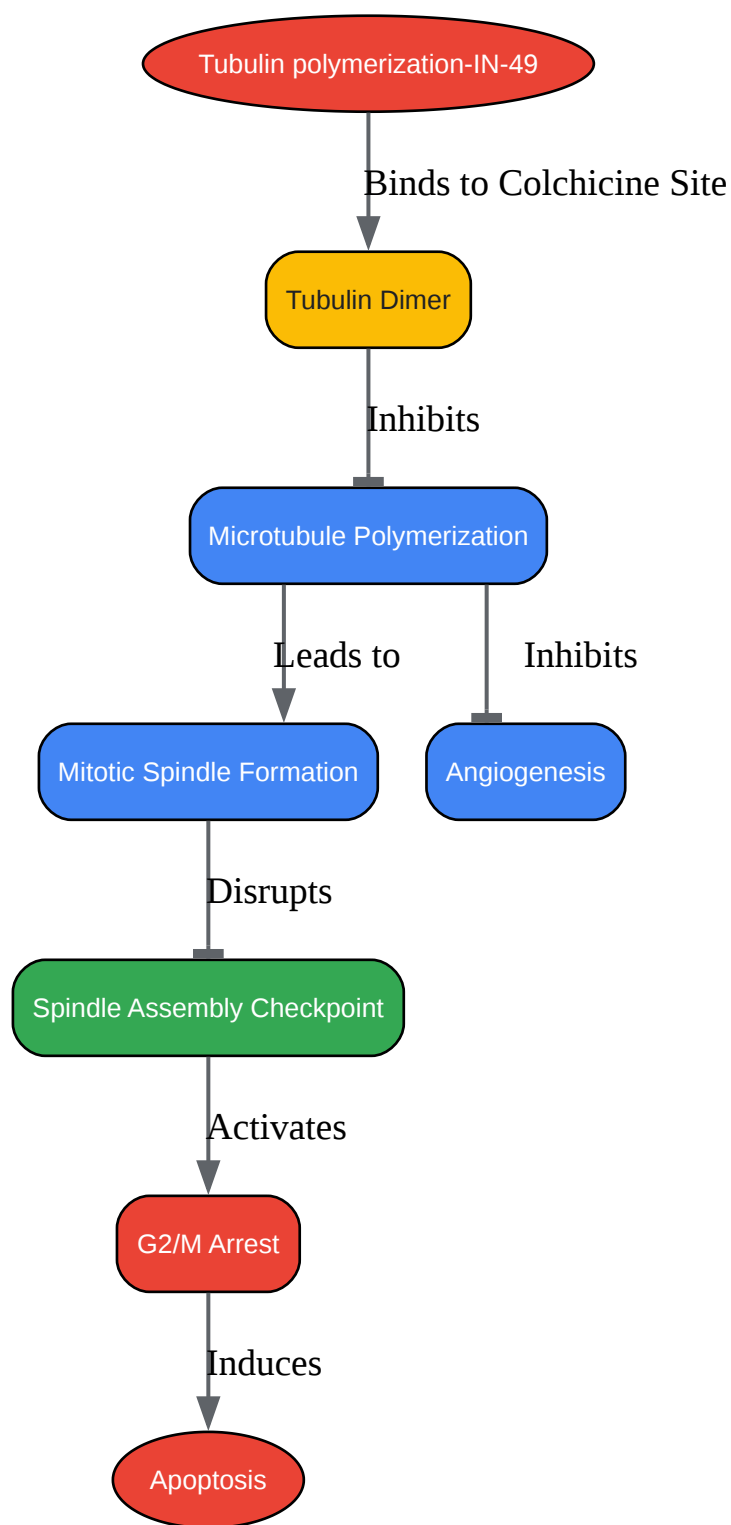 Tubulin polymerization-IN-49
Binds to Colchicine Site
Tubulin Dimer
Inhibits
Microtubule Polymerization
Leads to
Inhibits
Mitotic Spindle Formation
Angiogenesis
Disrupts
Spindle Assembly Checkpoint
Activates
G2/M Arrest
Induces
Apoptosis